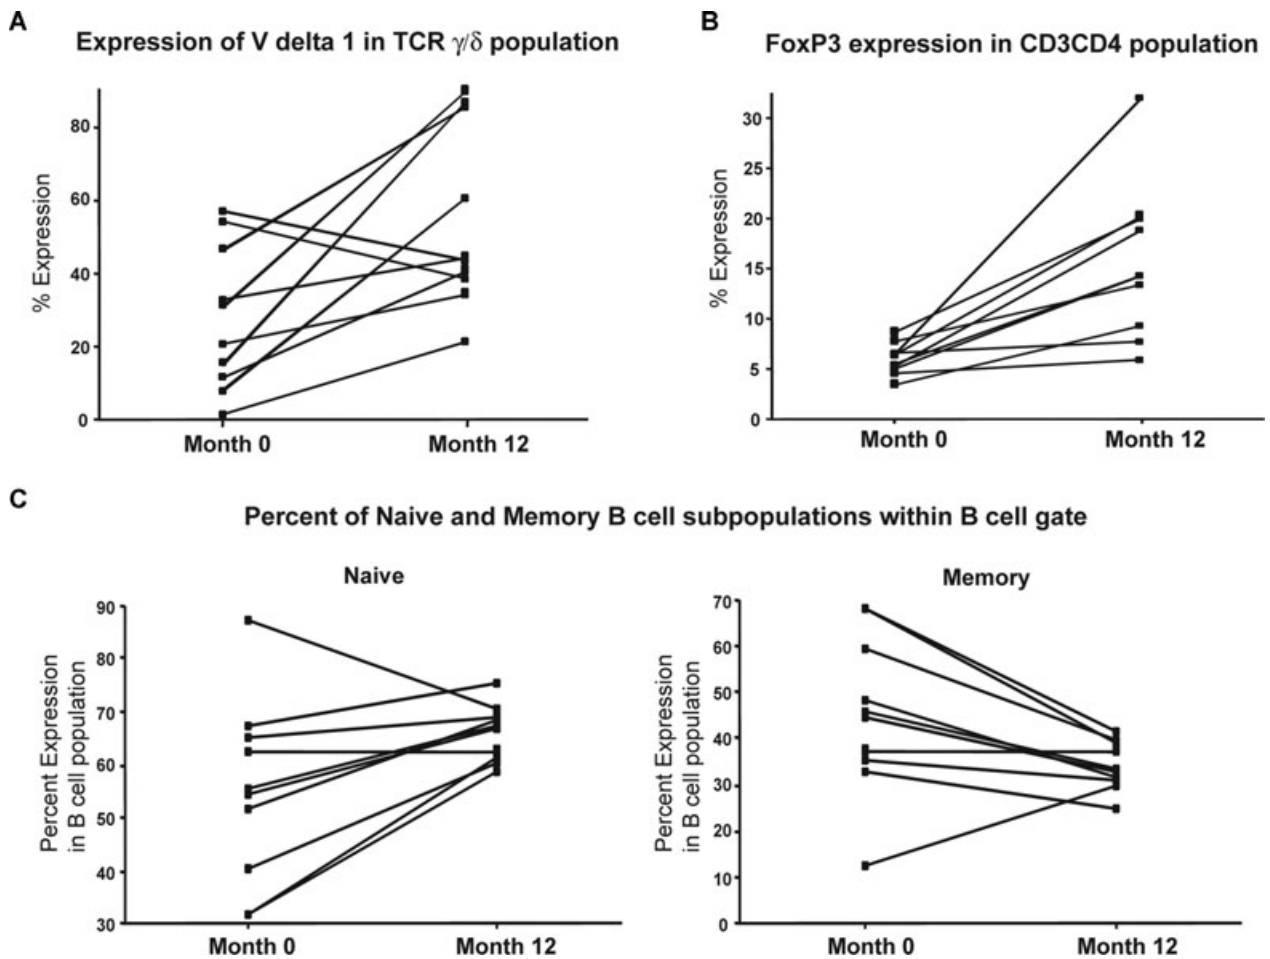 A
Expression of V delta 1 in TCR γ/δ population
% Expression
80
60
40
20
0
Month 0
Month 12
B
FoxP3 expression in CD3CD4 population
% Expression
30
25
20
15
10
5
0
Month 0
Month 12
C
Percent of Naive and Memory B cell subpopulations within B cell gate
Naive
Percent Expression
in B cell population
90
80
70
60
50
40
30
Month 0
Month 12
Memory
Percent Expression
in B cell population
70
60
50
40
30
20
10
0
Month 0
Month 12